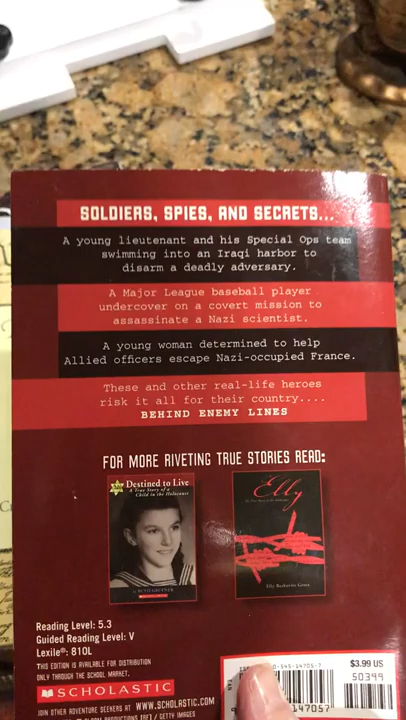 SOLDIERS, SPIES, AND SECRETS...
A young lieutenant and his Special Ops team
swimming into an Iraqi harbor to
disarm a deadly adversary.
A Major League baseball player
undercover on a covert mission to
assassinate a Nazi scientist.
A young woman determined to help
Allied officers escape Nazi-occupied France.
These and other real-life heroes
risk it all for their country....
BEHIND ENEMY LINES
FOR MORE RIVETING TRUE STORIES READ:
Destined to Live
A True Story of a
Child in the Holocaust
Elly
Reading Level: 5.3
Guided Reading Level: V
Lexile®: 810L
THIS EDITION IS AVAILABLE FOR DISTRIBUTION
ONLY THROUGH THE SCHOOL MARKET.
SCHOLASTIC
JOIN OTHER ADVENTURE SEEKERS AT WWW.SCHOLASTIC.COM
/ GETTY IMAGES
$3.99 US
50399
147057